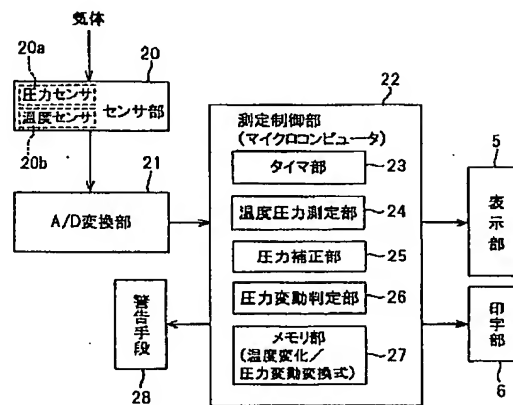 気体
20a
20
圧力センサ
センサ部
温度センサ
20b
21
A/D変換部
22
測定制御部
(マイクロコンピュータ)
タイマ部
23
温度圧力測定部
24
圧力補正部
25
圧力変動判定部
26
メモリ部
(温度変化/
圧力変動変換式)
27
警告手段
28
5
表示部
印字部
6